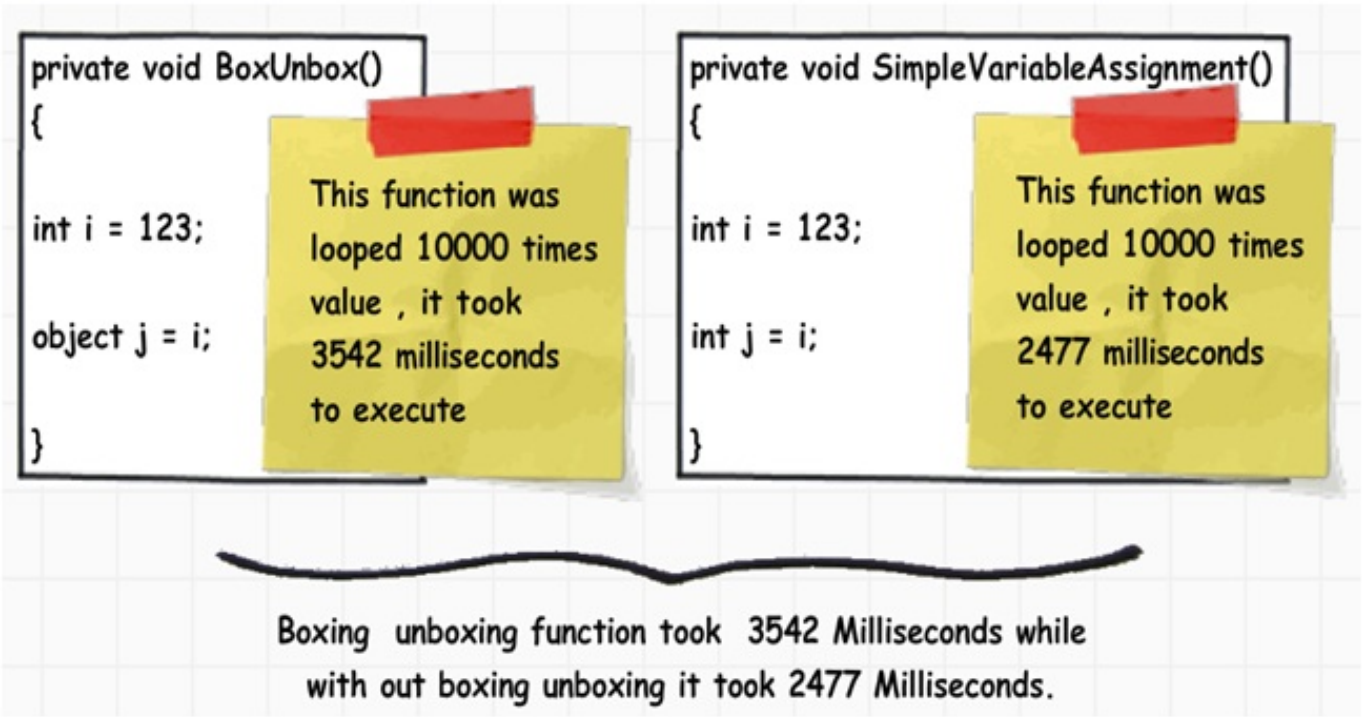 private void BoxUnbox()
{
int i = 123;
object j = i;
}
This function was
looped 10000 times
value , it took
3542 milliseconds
to execute
private void SimpleVariableAssignment()
{
int i = 123;
int j = i;
}
This function was
looped 10000 times
value , it took
2477 milliseconds
to execute
Boxing unboxing function took 3542 Milliseconds while
with out boxing unboxing it took 2477 Milliseconds.